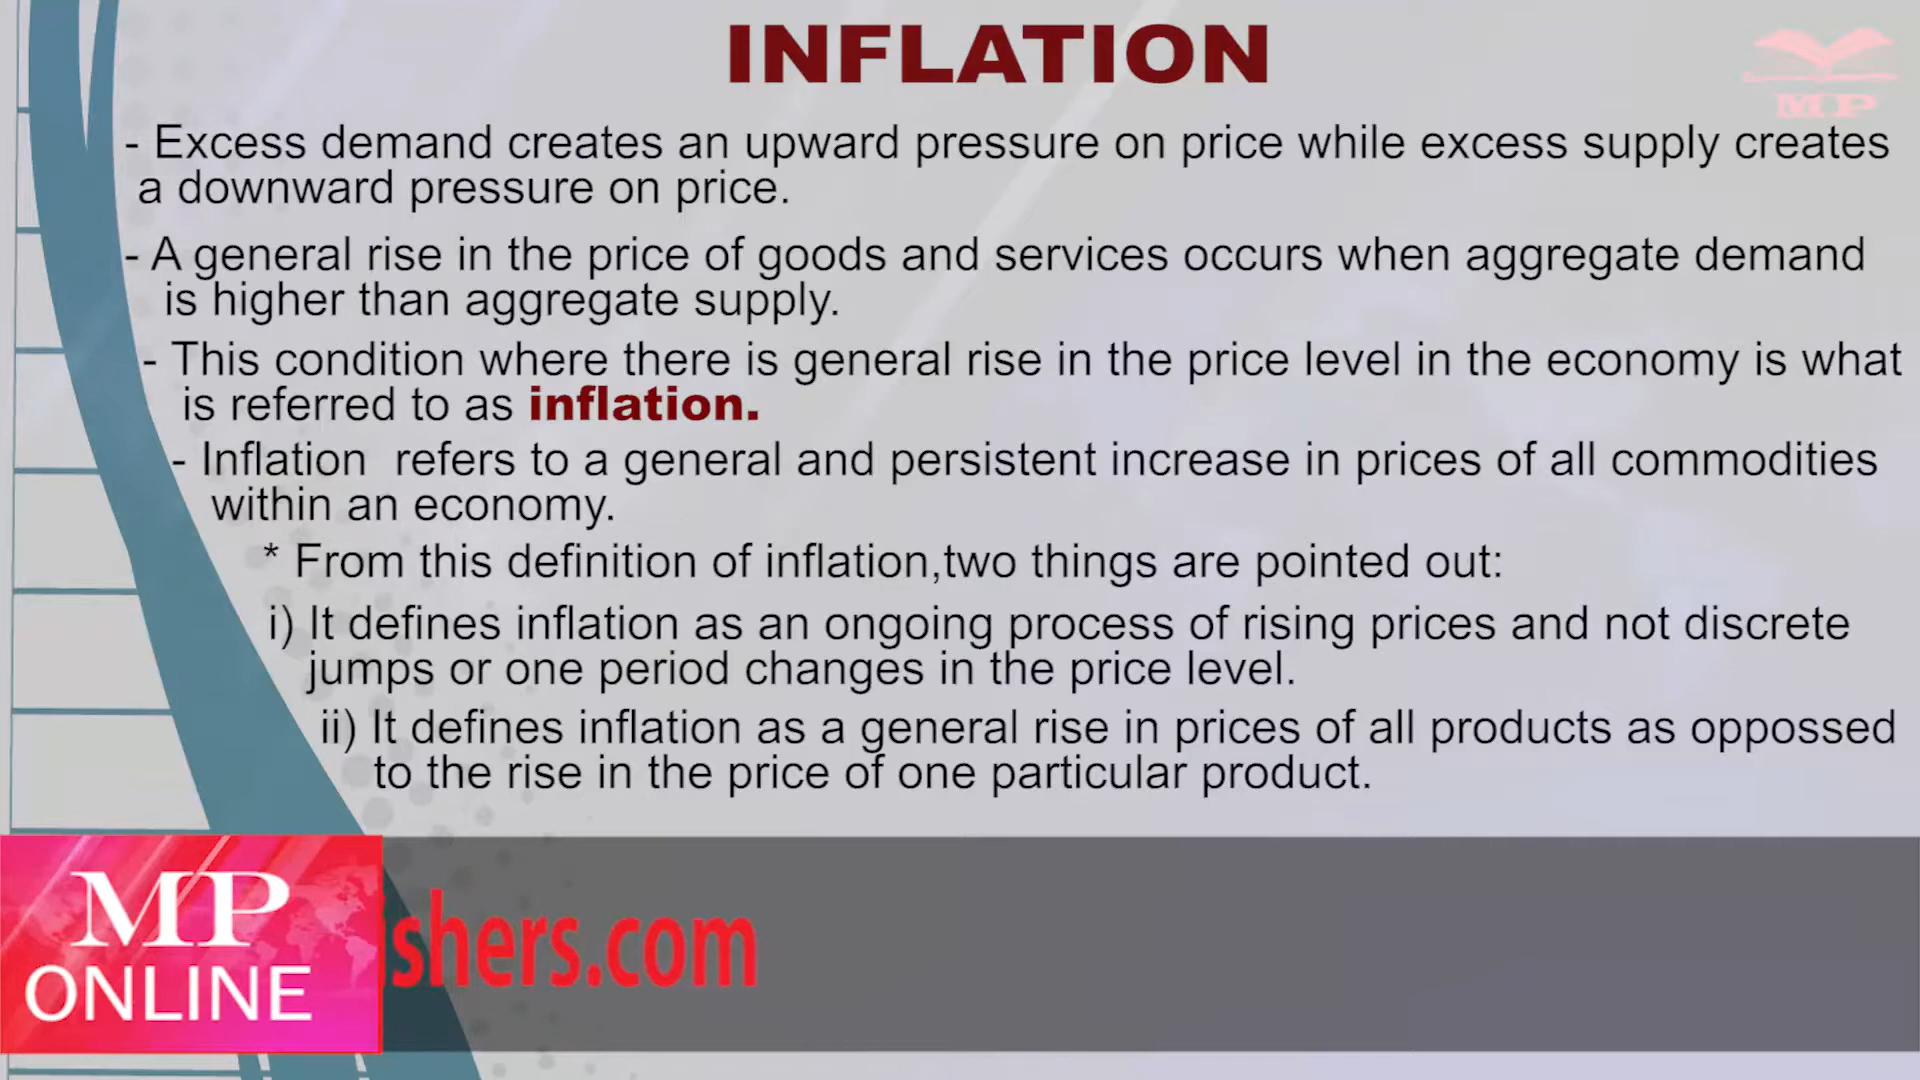 INFLATION
MP
- Excess demand creates an upward pressure on price while excess supply creates
a downward pressure on price.
- A general rise in the price of goods and services occurs when aggregate demand
is higher than aggregate supply.
- This condition where there is general rise in the price level in the economy is what
is referred to as inflation.
- Inflation refers to a general and persistent increase in prices of all commodities
within an economy.
* From this definition of inflation,two things are pointed out:
i) It defines inflation as an ongoing process of rising prices and not discrete
jumps or one period changes in the price level.
ii) It defines inflation as a general rise in prices of all products as oppossed
to the rise in the price of one particular product.
MP
ONLINE
ishers.com